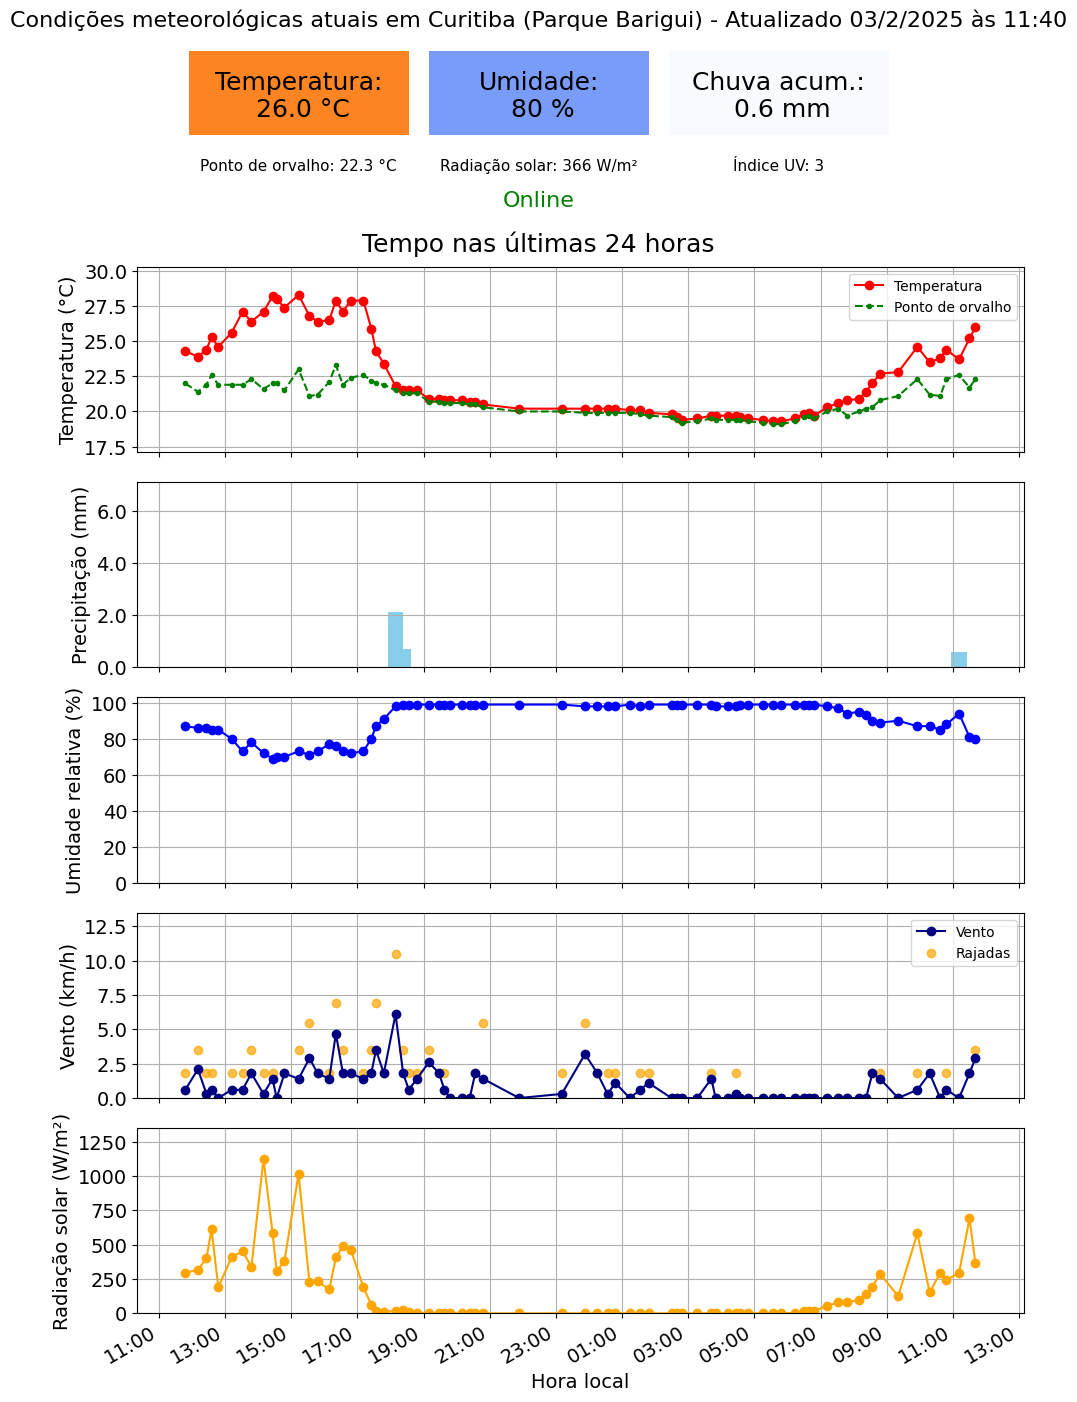 Condições meteorológicas atuais em Curitiba (Parque Barigui) - Atualizado 03/2/2025 às 11:40
Temperatura:
26.0 °C
Umidade:
80 %
Chuva acum.:
0.6 mm
Ponto de orvalho: 22.3 °C
Radiação solar: 366 W/m²
Índice UV: 3
Online
Tempo nas últimas 24 horas
Temperatura (°C)
30.0
27.5
25.0
22.5
20.0
17.5
Temperatura
Ponto de orvalho
Precipitação (mm)
6.0
4.0
2.0
0.0
Umidade relativa (%)
100
80
60
40
20
0
Vento (km/h)
12.5
10.0
7.5
5.0
2.5
0.0
Vento
Rajadas
Radiação solar (W/m²)
1250
1000
750
500
250
0
11:00
13:00
15:00
17:00
19:00
21:00
23:00
01:00
03:00
05:00
07:00
09:00
11:00
13:00
Hora local